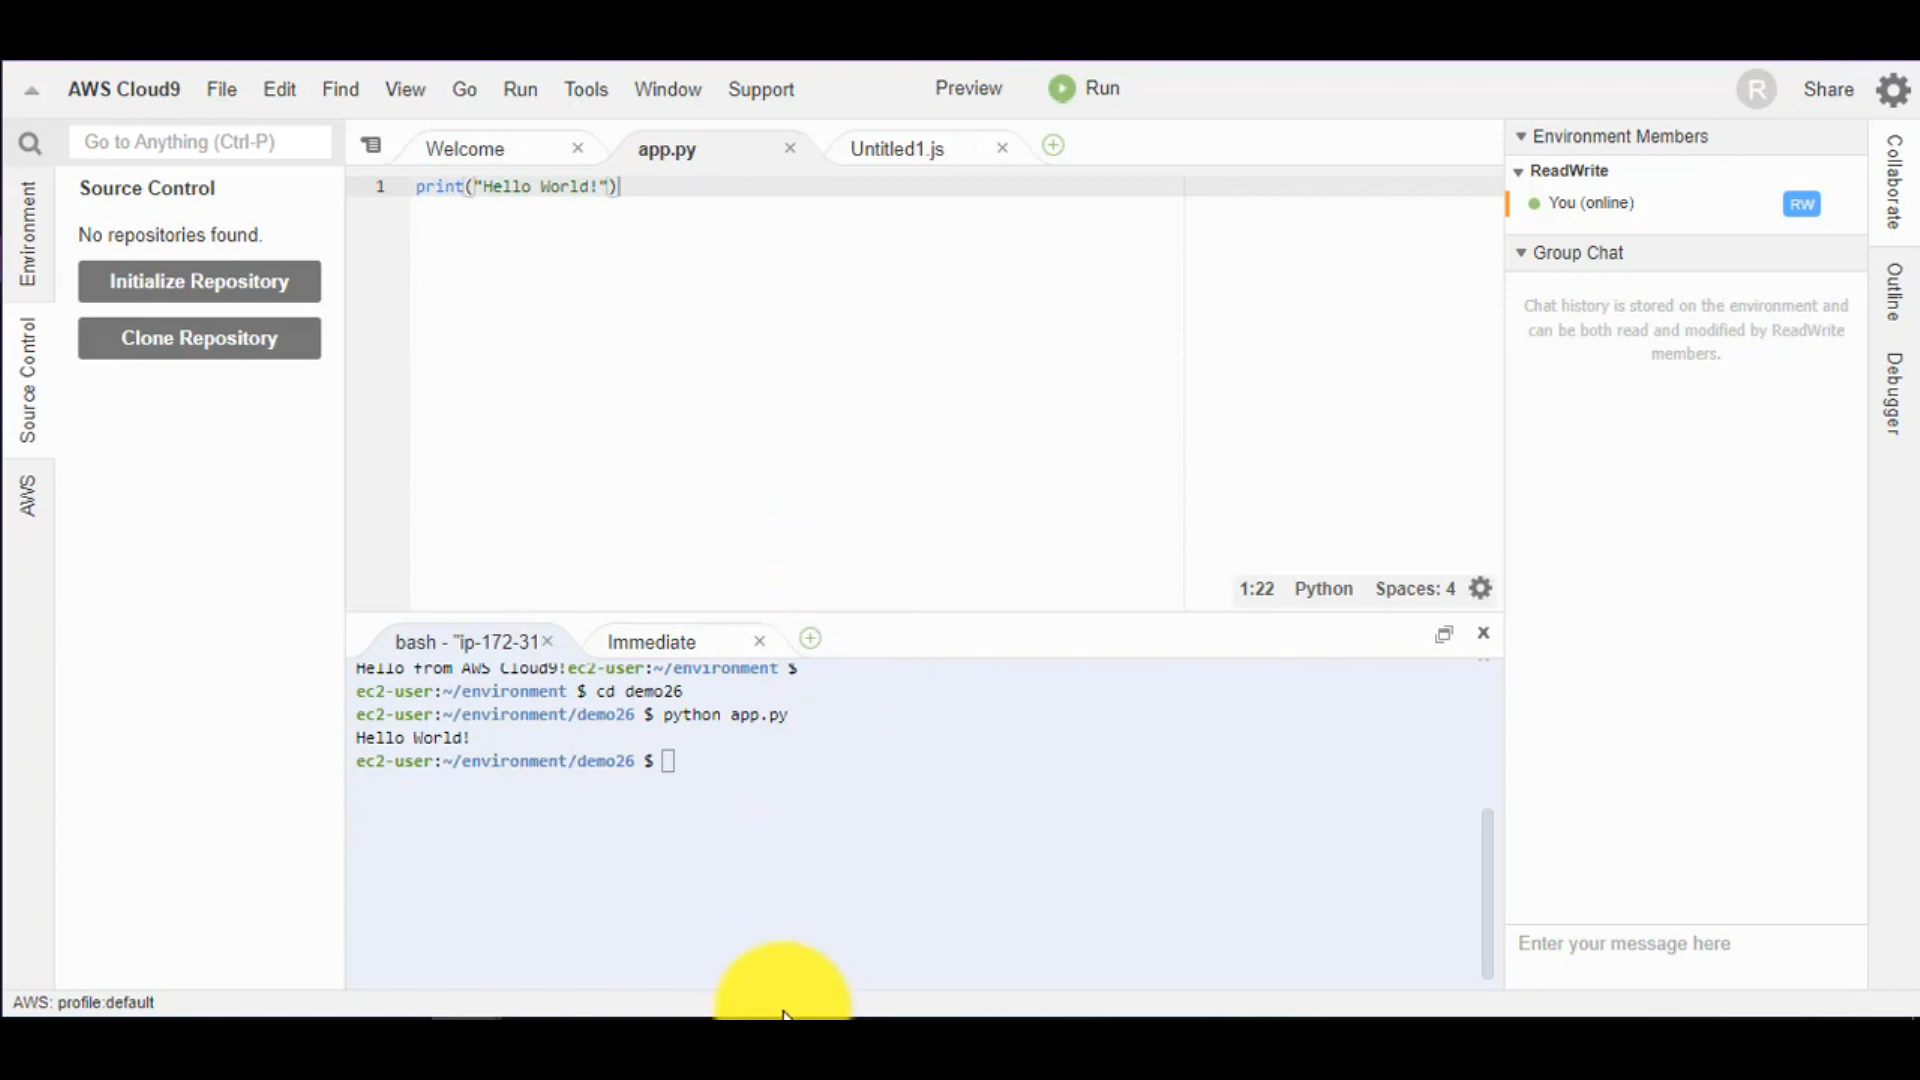 AWS Cloud9 File Edit Find View Go Run Tools Window Support Preview Run R Share
Go to Anything (Ctrl-P)
Welcome app.py Untitled1.js
Environment
Source Control
AWS
Source Control
No repositories found.
Initialize Repository
Clone Repository
1 print("Hello World!")
1:22 Python Spaces: 4
bash - "ip-172-31 Immediate
Hello from AWS Cloud9!ec2-user:~/environment $
ec2-user:~/environment $ cd demo26
ec2-user:~/environment/demo26 $ python app.py
Hello World!
ec2-user:~/environment/demo26 $
Environment Members
ReadWrite
You (online) RW
Group Chat
Chat history is stored on the environment and
can be both read and modified by ReadWrite
members.
Enter your message here
Collaborate
Outline
Debugger
AWS: profile:default